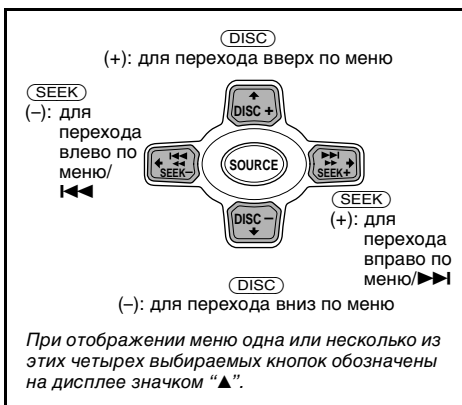 DISC
(+): для перехода вверх по меню
SEEK
(–): для
перехода
влево по
меню/
⏮
DISC +
SEEK–
SOURCE
SEEK+
DISC –
SEEK
(+): для
перехода
вправо по
меню/⏭
DISC
(–): для перехода вниз по меню
При отображении меню одна или несколько из
этих четырех выбираемых кнопок обозначены
на дисплее значком “▲”.